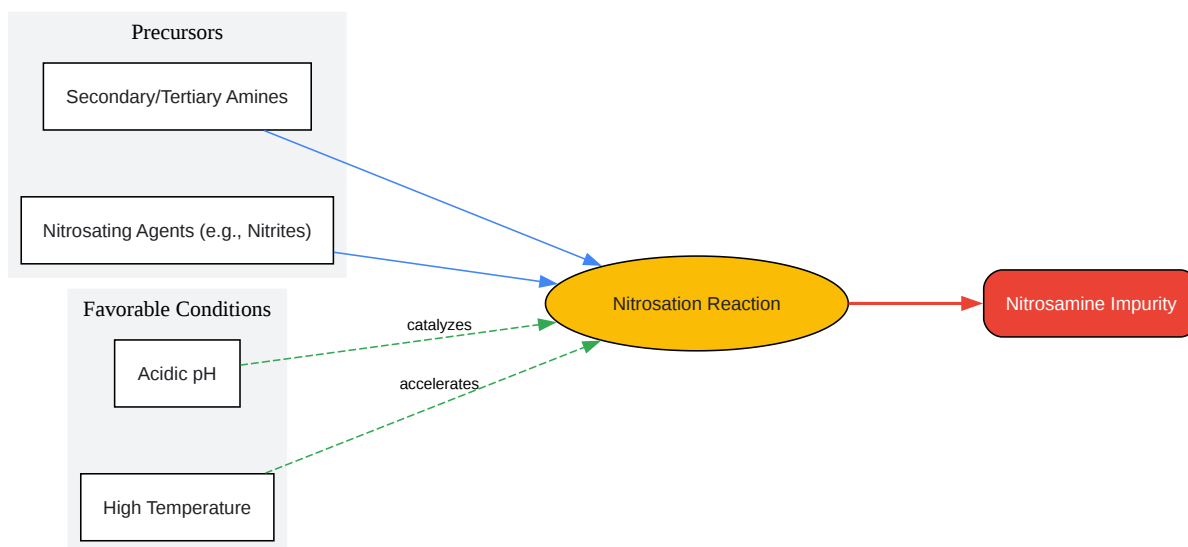 Precursors
Secondary/Tertiary Amines
Nitrosating Agents (e.g., Nitrites)
Favorable Conditions
Acidic pH
High Temperature
catalyzes
accelerates
Nitrosation Reaction
Nitrosamine Impurity